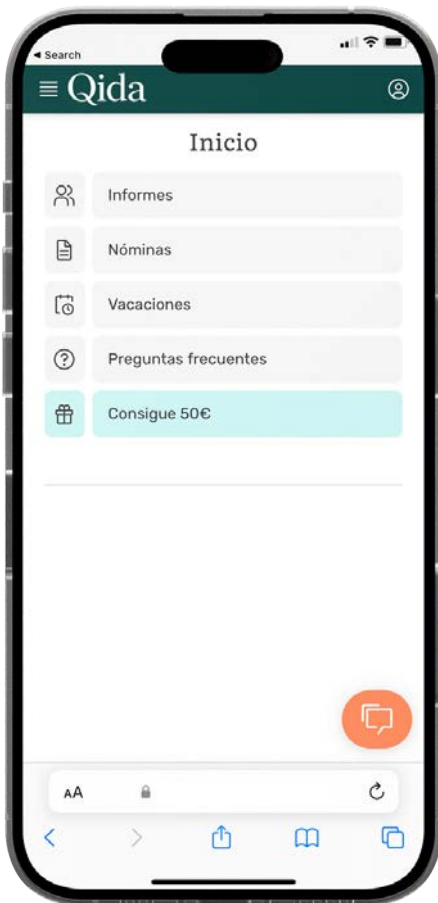 Search
Qida
Inicio
Informes
Nóminas
Vacaciones
Preguntas frecuentes
Consigue 50€
AA